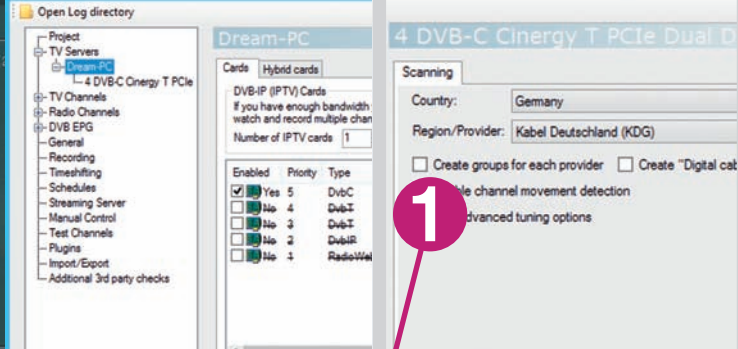 Open Log directory
Project
TV Servers
Dream-PC
4 DVB-C Cinergy T PCIe
TV Channels
Radio Channels
DVB EPG
General
Recording
Timeshifting
Schedules
Streaming Server
Manual Control
Test Channels
Plugins
Import/Export
Additional 3rd party checks
Dream-PC
Cards Hybrid cards
DVB-IP (IPTV) Cards
If you have enough bandwidth
watch and record multiple chan
Number of IPTV cards 1
Enabled Priority Type
Yes 5 DvbC
No 4 DvbT
No 3 DvbT
No 2 DvbIP
No 1 RadioWe
4 DVB-C Cinergy T PCIe Dual D
Scanning
Country: Germany
Region/Provider: Kabel Deutschland (KDG)
Create groups for each provider Create "Digital cab
le channel movement detection
dvanced tuning options
1